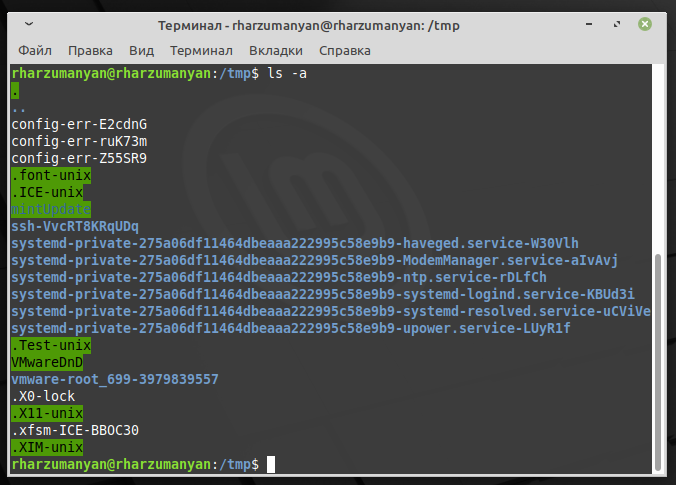 Терминал - rharzumanyan@rharzumanyan: /tmp
Файл Правка Вид Терминал Вкладки Справка
rharzumanyan@rharzumanyan:/tmp$ ls -a
.
..
config-err-E2cdnG
config-err-ruK73m
config-err-Z55SR9
.font-unix
.ICE-unix
mintUpdate
ssh-VvcRT8KRqUDq
systemd-private-275a06df11464dbeaaa222995c58e9b9-haveged.service-W30Vlh
systemd-private-275a06df11464dbeaaa222995c58e9b9-ModemManager.service-aIvAvj
systemd-private-275a06df11464dbeaaa222995c58e9b9-ntp.service-rDLfCh
systemd-private-275a06df11464dbeaaa222995c58e9b9-systemd-logind.service-KBUd3i
systemd-private-275a06df11464dbeaaa222995c58e9b9-systemd-resolved.service-uCViVe
systemd-private-275a06df11464dbeaaa222995c58e9b9-upower.service-LUyR1f
.Test-unix
VMwareDnD
vmware-root_699-3979839557
.X0-lock
.X11-unix
.xfsm-ICE-BBOC30
.XIM-unix
rharzumanyan@rharzumanyan:/tmp$